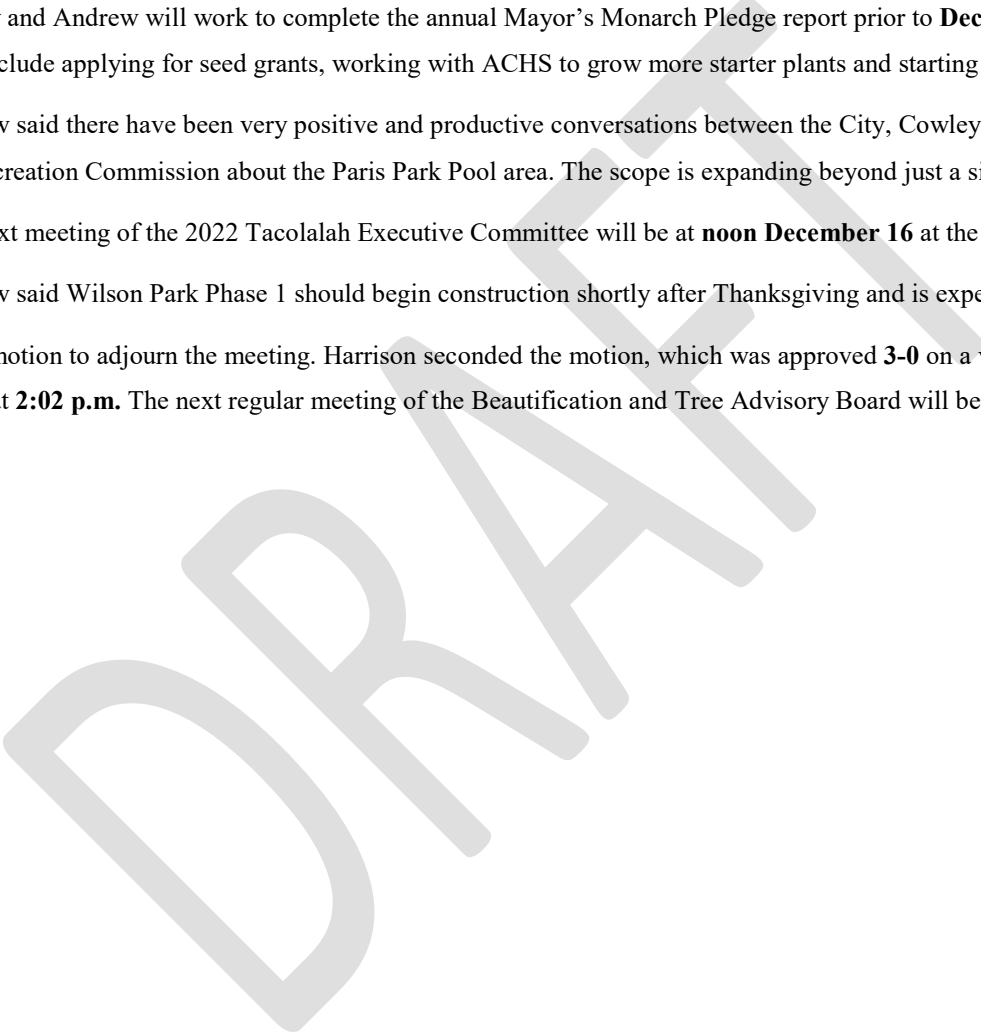 and Andrew will work to complete the annual Mayor’s Monarch Pledge report prior to Dec
clude applying for seed grants, working with ACHS to grow more starter plants and starting
w said there have been very positive and productive conversations between the City, Cowley
creation Commission about the Paris Park Pool area. The scope is expanding beyond just a si
xt meeting of the 2022 Tacolalah Executive Committee will be at noon December 16 at the
w said Wilson Park Phase 1 should begin construction shortly after Thanksgiving and is expe
motion to adjourn the meeting. Harrison seconded the motion, which was approved 3-0 on a
at 2:02 p.m. The next regular meeting of the Beautification and Tree Advisory Board will be
DRAFT